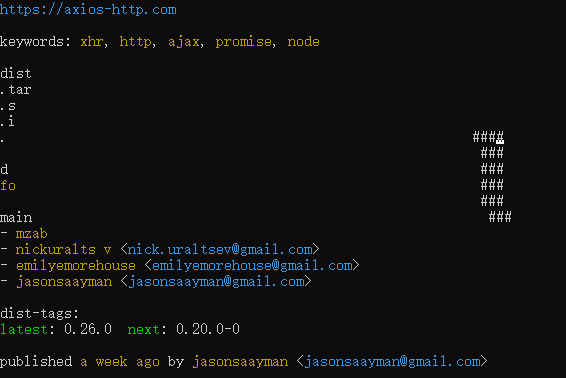 https://axios-http.com
keywords: xhr, http, ajax, promise, node
dist
.tar
.s
.i
. ####
###
d ###
fo ###
###
main ###
- mzab
- nickuralts v <nick.uraltsev@gmail.com>
- emilyemorehouse <emilyemorehouse@gmail.com>
- jasonsaayman <jasonsaayman@gmail.com>
dist-tags:
latest: 0.26.0 next: 0.20.0-0
published a week ago by jasonsaayman <jasonsaayman@gmail.com>